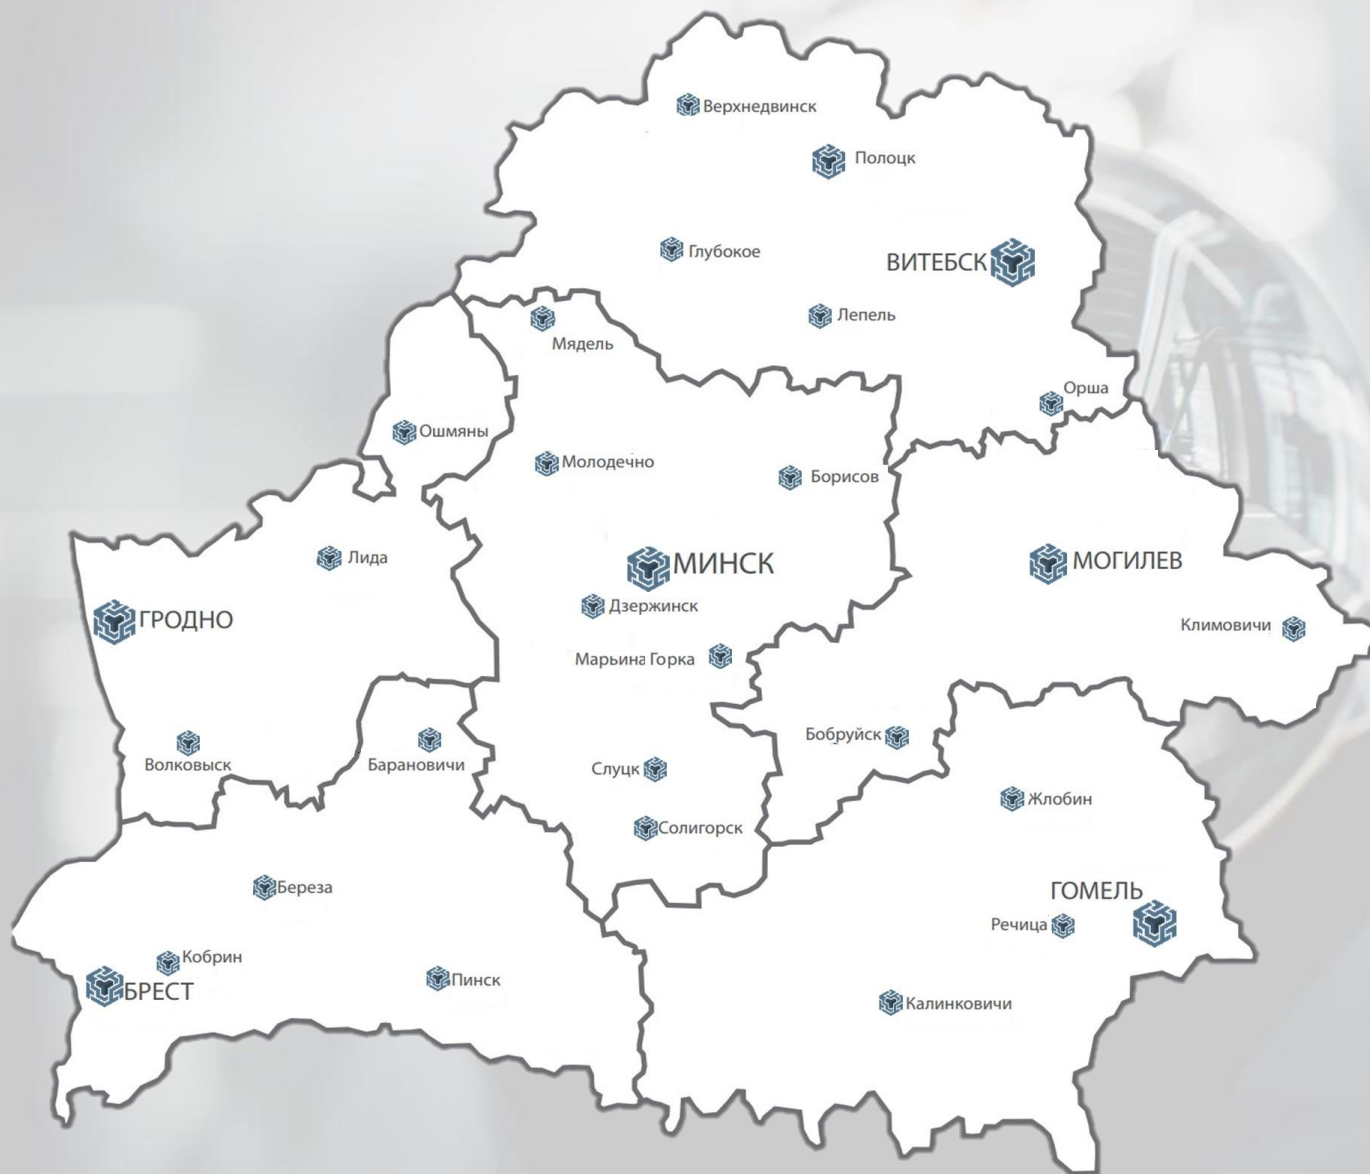 Верхнедвинск
Полоцк
Глубокое
ВИТЕБСК
Лепель
Мядель
Орша
Ошмяны
Молодечно
Борисов
Лида
МИНСК
МОГИЛЕВ
Дзержинск
ГРОДНО
Климовичи
Марьина Горка
Бобруйск
Волковыск
Барановичи
Слуцк
Жлобин
Солигорск
Береза
ГОМЕЛЬ
Речица
Кобрин
БРЕСТ
Пинск
Калинковичи